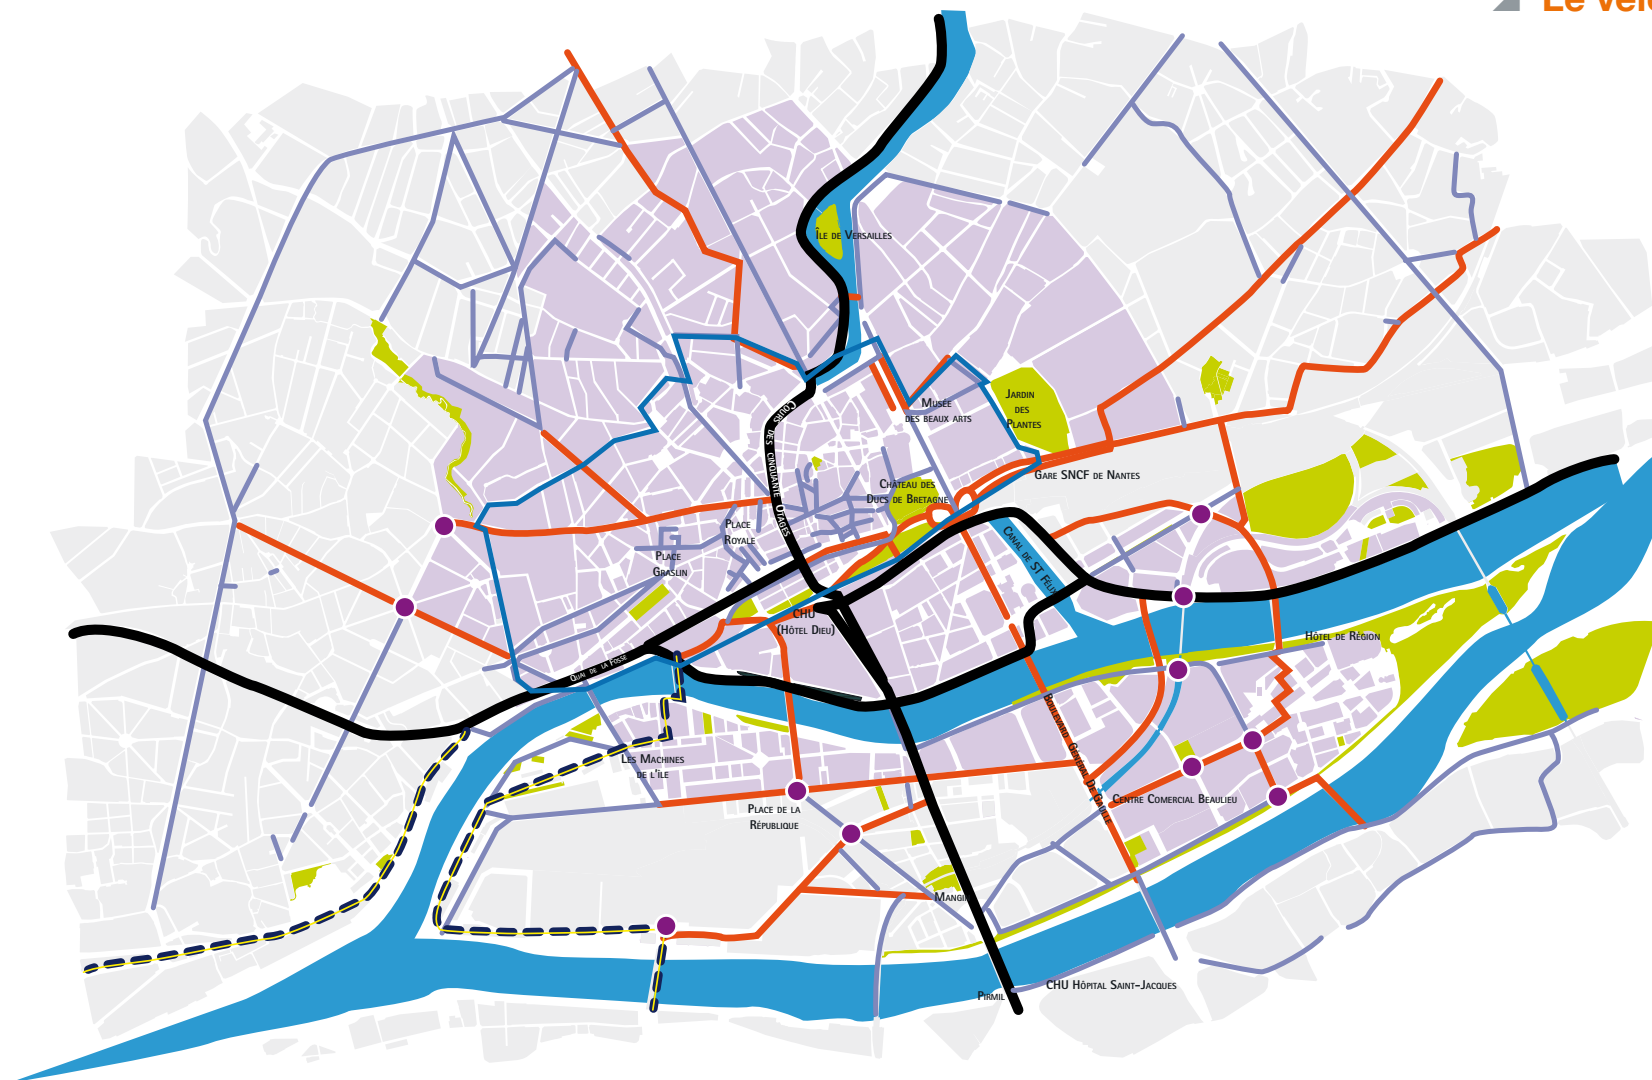 Île de Versailles
Cours des cinquante Otages
Musée
des beaux arts
Jardin
des
Plantes
Gare SNCF de Nantes
Château des
Ducs de Bretagne
Place
Royale
Place
Graslin
Canal de St Félix
CHU
(Hôtel Dieu)
Quai de la Fosse
Hôtel de Région
Boulevard Général De Gaulle
Les Machines
de l'île
Place de la
République
Centre Comercial Beaulieu
Pirmil
CHU Hôpital Saint-Jacques